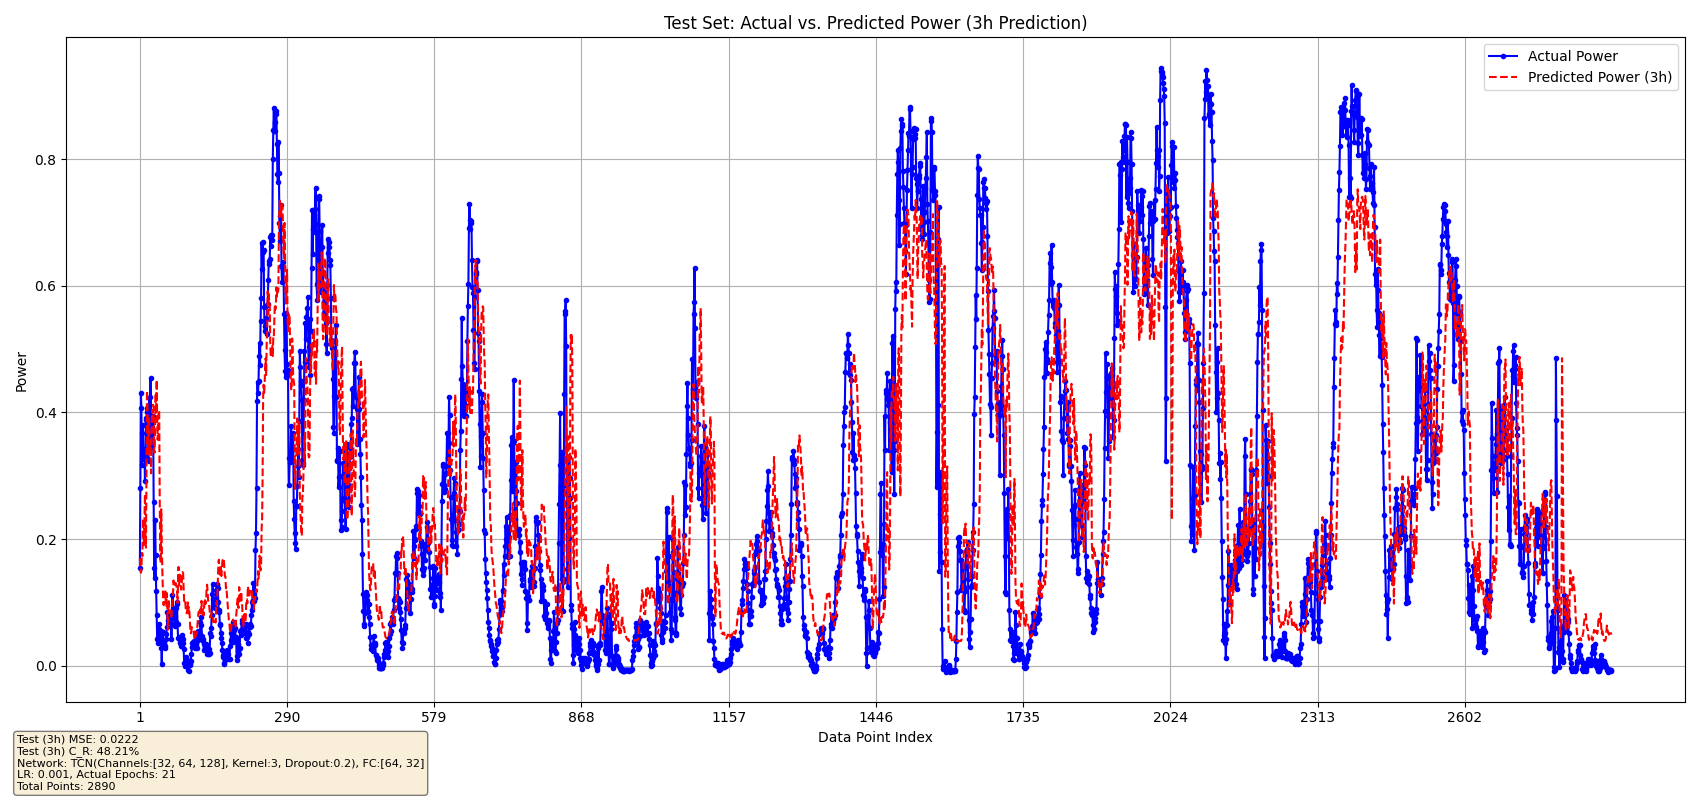 Test Set: Actual vs. Predicted Power (3h Prediction)
Actual Power
Predicted Power (3h)
Power
0.8
0.6
0.4
0.2
0.0
1 290 579 868 1157 1446 1735 2024 2313 2602
Data Point Index
Test (3h) MSE: 0.0222
Test (3h) C_R: 48.21%
Network: TCN(Channels:[32, 64, 128], Kernel:3, Dropout:0.2), FC:[64, 32]
LR: 0.001, Actual Epochs: 21
Total Points: 2890